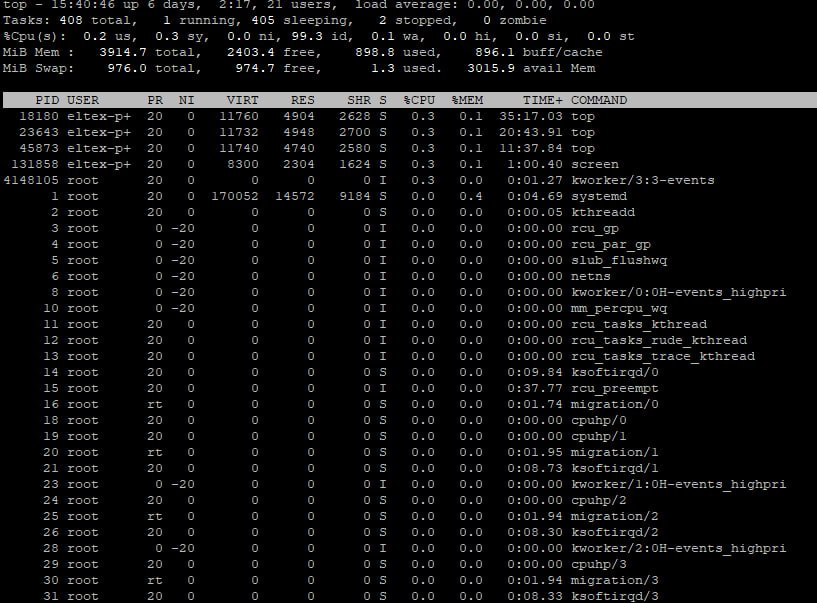 top - 15:40:46 up 6 days,  2:17, 21 users,  load average: 0.00, 0.00, 0.00
Tasks: 408 total,   1 running, 405 sleeping,   2 stopped,   0 zombie
%Cpu(s):  0.2 us,  0.3 sy,  0.0 ni, 99.3 id,  0.1 wa,  0.0 hi,  0.0 si,  0.0 st
MiB Mem :   3914.7 total,   2403.4 free,    898.8 used,    896.1 buff/cache
MiB Swap:    976.0 total,    974.7 free,      1.3 used.   3015.9 avail Mem
PID USER      PR  NI    VIRT    RES    SHR S  %CPU  %MEM     TIME+ COMMAND
18180 eltex-p+  20   0   11760   4904   2628 S   0.3   0.1  35:17.03 top
23643 eltex-p+  20   0   11732   4948   2700 S   0.3   0.1  20:43.91 top
45873 eltex-p+  20   0   11740   4740   2580 S   0.3   0.1  11:37.84 top
131858 eltex-p+  20   0    8300   2304   1624 S   0.3   0.1   1:00.40 screen
4148105 root      20   0       0      0      0 I   0.3   0.0   0:01.27 kworker/3:3-events
1 root      20   0  170052  14572   9184 S   0.0   0.4   0:04.69 systemd
2 root      20   0       0      0      0 S   0.0   0.0   0:00.05 kthreadd
3 root       0 -20       0      0      0 I   0.0   0.0   0:00.00 rcu_gp
4 root       0 -20       0      0      0 I   0.0   0.0   0:00.00 rcu_par_gp
5 root       0 -20       0      0      0 I   0.0   0.0   0:00.00 slub_flushwq
6 root       0 -20       0      0      0 I   0.0   0.0   0:00.00 netns
8 root       0 -20       0      0      0 I   0.0   0.0   0:00.00 kworker/0:0H-events_highpri
10 root       0 -20       0      0      0 I   0.0   0.0   0:00.00 mm_percpu_wq
11 root      20   0       0      0      0 I   0.0   0.0   0:00.00 rcu_tasks_kthread
12 root      20   0       0      0      0 I   0.0   0.0   0:00.00 rcu_tasks_rude_kthread
13 root      20   0       0      0      0 I   0.0   0.0   0:00.00 rcu_tasks_trace_kthread
14 root      20   0       0      0      0 S   0.0   0.0   0:09.84 ksoftirqd/0
15 root      20   0       0      0      0 I   0.0   0.0   0:37.77 rcu_preempt
16 root      rt   0       0      0      0 S   0.0   0.0   0:01.74 migration/0
18 root      20   0       0      0      0 S   0.0   0.0   0:00.00 cpuhp/0
19 root      20   0       0      0      0 S   0.0   0.0   0:00.00 cpuhp/1
20 root      rt   0       0      0      0 S   0.0   0.0   0:01.95 migration/1
21 root      20   0       0      0      0 S   0.0   0.0   0:08.73 ksoftirqd/1
23 root       0 -20       0      0      0 I   0.0   0.0   0:00.00 kworker/1:0H-events_highpri
24 root      20   0       0      0      0 S   0.0   0.0   0:00.00 cpuhp/2
25 root      rt   0       0      0      0 S   0.0   0.0   0:01.94 migration/2
26 root      20   0       0      0      0 S   0.0   0.0   0:08.30 ksoftirqd/2
28 root       0 -20       0      0      0 I   0.0   0.0   0:00.00 kworker/2:0H-events_highpri
29 root      20   0       0      0      0 S   0.0   0.0   0:00.00 cpuhp/3
30 root      rt   0       0      0      0 S   0.0   0.0   0:01.94 migration/3
31 root      20   0       0      0      0 S   0.0   0.0   0:08.33 ksoftirqd/3